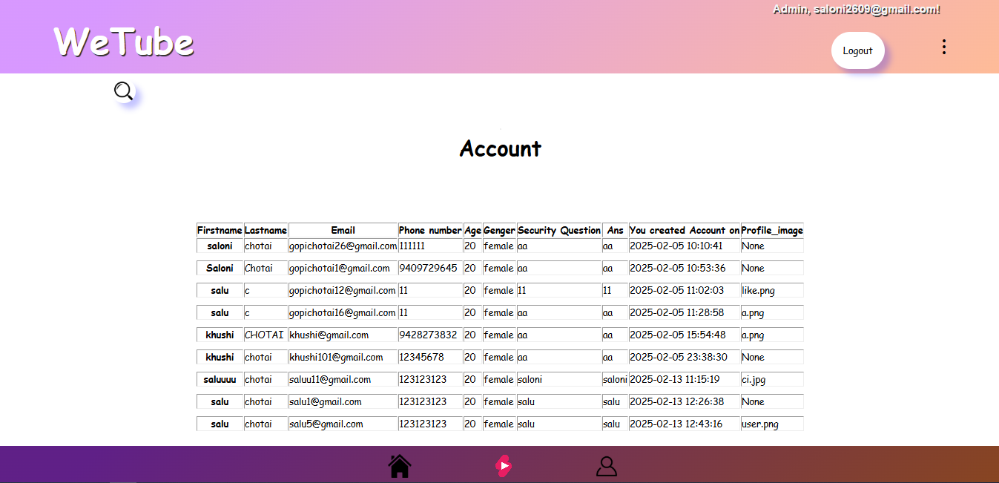 Admin, saloni2609@gmail.com!
WeTube
Logout
Account
Firstname Lastname Email Phone number Age Genger Security Question Ans You created Account on Profile_image
saloni chotai gopichotai26@gmail.com 111111 20 female aa aa 2025-02-05 10:10:41 None
Saloni Chotai gopichotai1@gmail.com 9409729645 20 female aa aa 2025-02-05 10:53:36 None
salu c gopichotai12@gmail.com 11 20 female 11 11 2025-02-05 11:02:03 like.png
salu c gopichotai16@gmail.com 11 20 female aa aa 2025-02-05 11:28:58 a.png
khushi CHOTAI khushi@gmail.com 9428273832 20 female aa aa 2025-02-05 15:54:48 a.png
khushi chotai khushi101@gmail.com 12345678 20 female aa aa 2025-02-05 23:38:30 None
saluuuu chotai saluu11@gmail.com 123123123 20 female saloni saloni 2025-02-13 11:15:19 ci.jpg
salu chotai salu1@gmail.com 123123123 20 female salu salu 2025-02-13 12:26:38 None
salu chotai salu5@gmail.com 123123123 20 female salu salu 2025-02-13 12:43:16 user.png